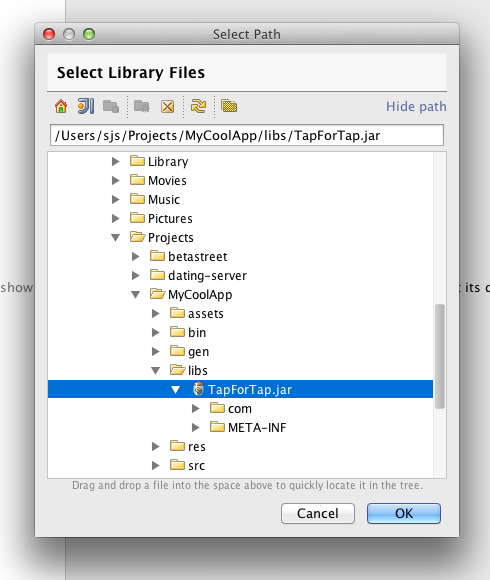 Select Path
Select Library Files
Hide path
/Users/sjs/Projects/MyCoolApp/libs/TapForTap.jar
Library
Movies
Music
Pictures
Projects
betastreet
dating-server
show
its
MyCoolApp
assets
bin
gen
libs
TapForTap.jar
com
META-INF
res
src
Drag and drop a file into the space above to quickly locate it in the tree.
Cancel
OK